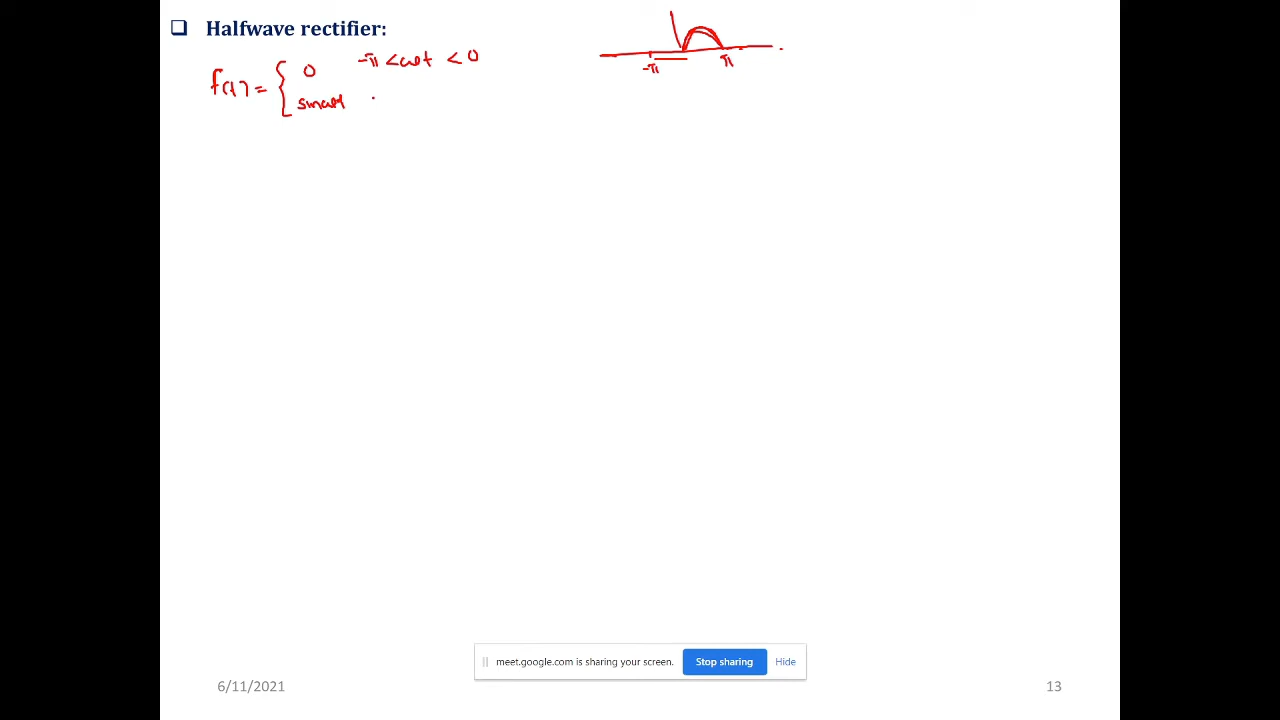 ❑ Halfwave rectifier:
f(t) = { 0 -π < ωt < 0
sinωt
-π π
meet.google.com is sharing your screen. Stop sharing Hide
6/11/2021 13